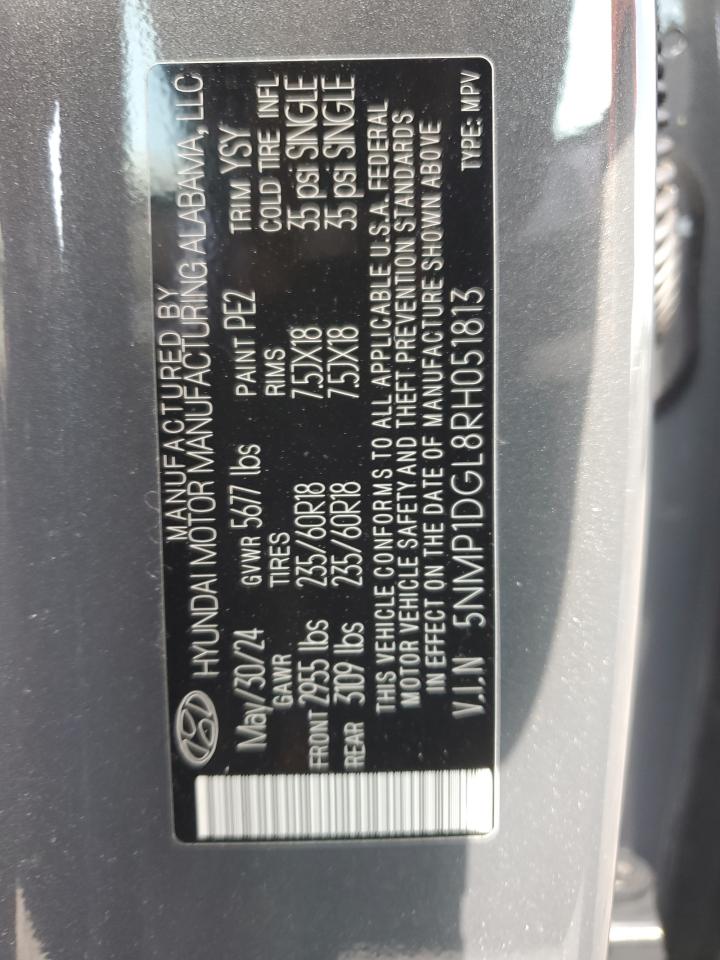 MANUFACTURED BY
HYUNDAI MOTOR MANUFACTURING ALABAMA, LLC
May/30/24 GVWR 5677 lbs PAINT PE2 TRIM YSY
GAWR TIRES RIMS COLD TIRE INFL
FRONT 2955 lbs 235/60R18 7.5JX18 35 psi SINGLE
REAR 3109 lbs 235/60R18 7.5JX18 35 psi SINGLE
THIS VEHICLE CONFORMS TO ALL APPLICABLE U.S.A. FEDERAL
MOTOR VEHICLE SAFETY AND THEFT PREVENTION STANDARDS
IN EFFECT ON THE DATE OF MANUFACTURE SHOWN ABOVE
V.I.N 5NMP1DGL8RH051813 TYPE: MPV